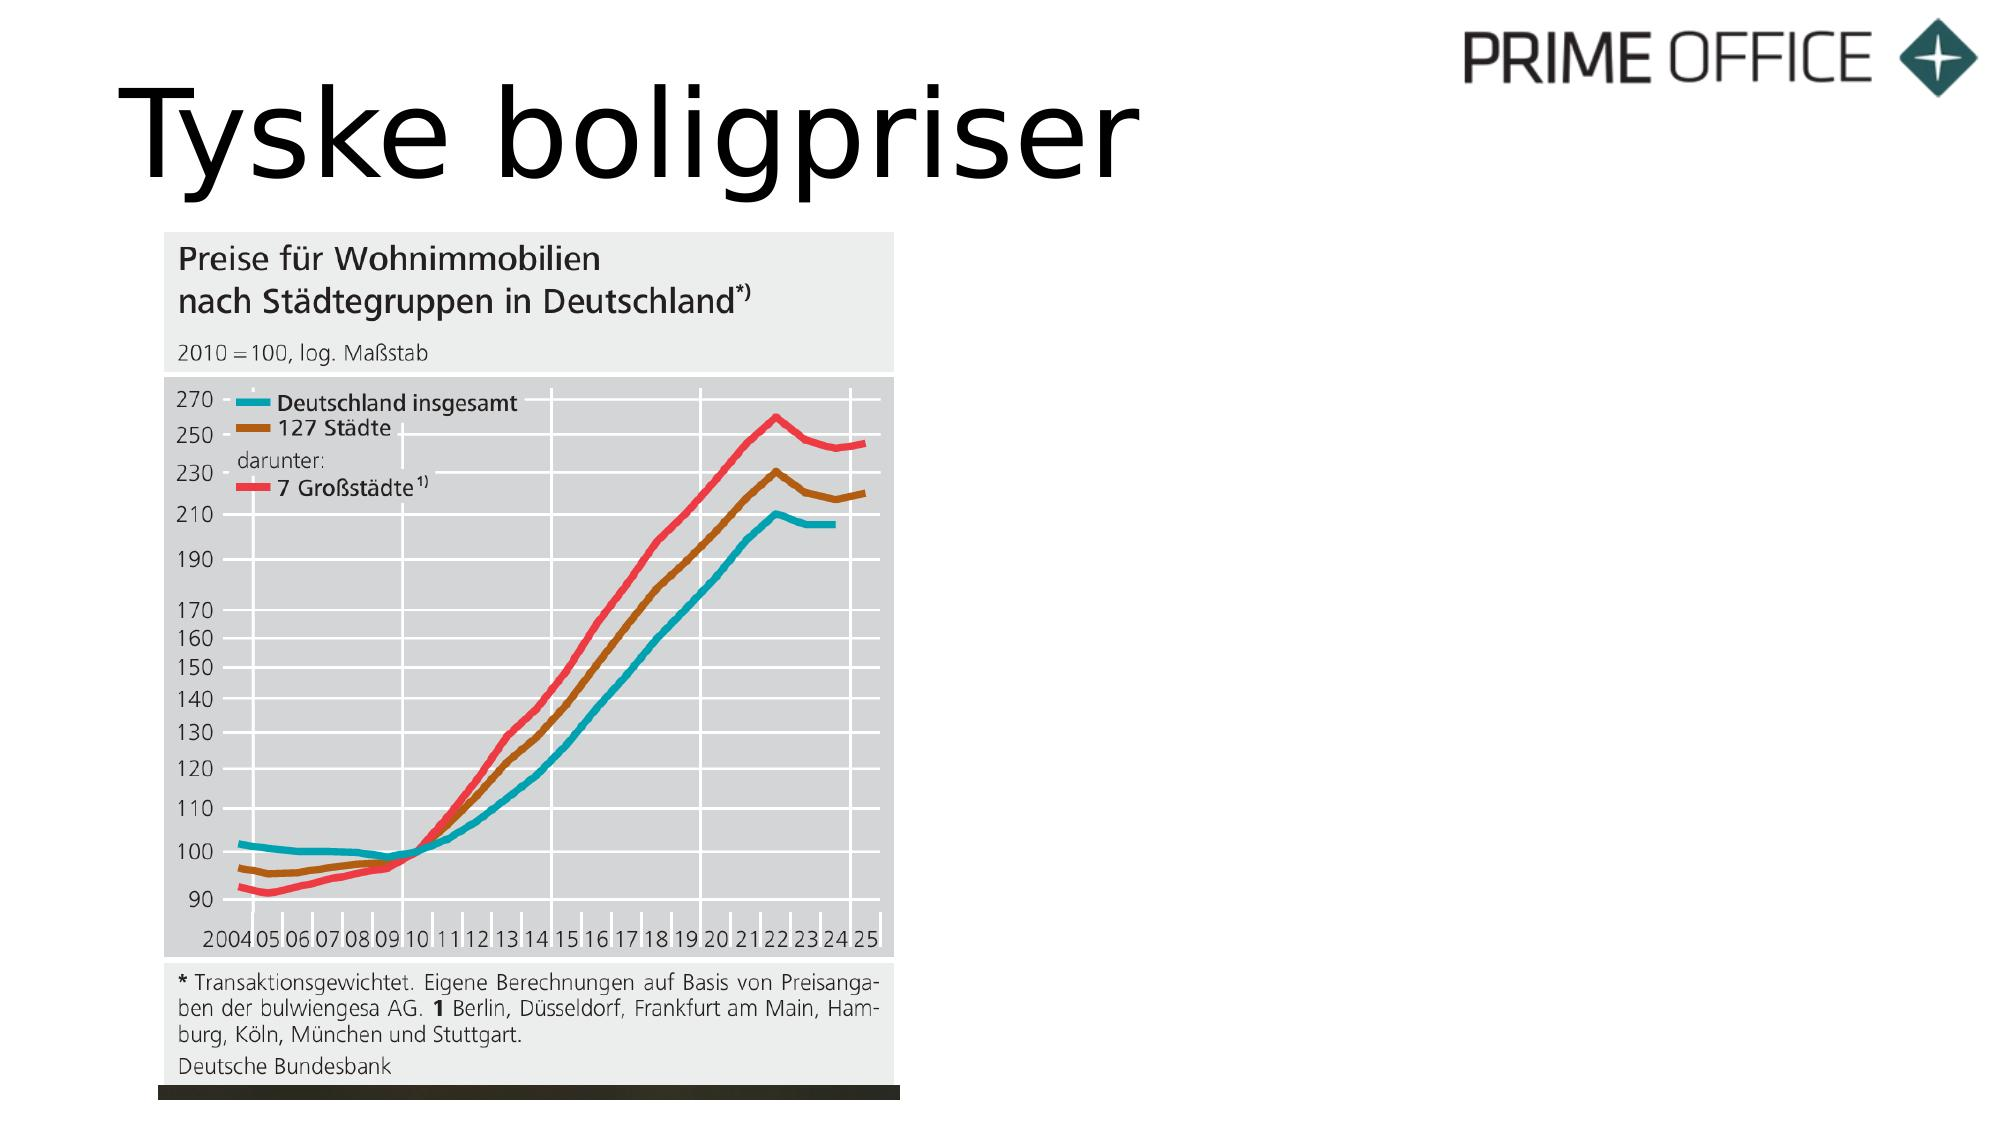 PRIME OFFICE
Tyske boligpriser
Preise für Wohnimmobilien
nach Städtegruppen in Deutschland*)
2010 = 100, log. Maßstab
Deutschland insgesamt
127 Städte
darunter:
7 Großstädte 1)
270
250
230
210
190
170
160
150
140
130
120
110
100
90
2004 05 06 07 08 09 10 11 12 13 14 15 16 17 18 19 20 21 22 23 24 25
* Transaktionsgewichtet. Eigene Berechnungen auf Basis von Preisanga-
ben der bulwiengesa AG. 1 Berlin, Düsseldorf, Frankfurt am Main, Ham-
burg, Köln, München und Stuttgart.
Deutsche Bundesbank